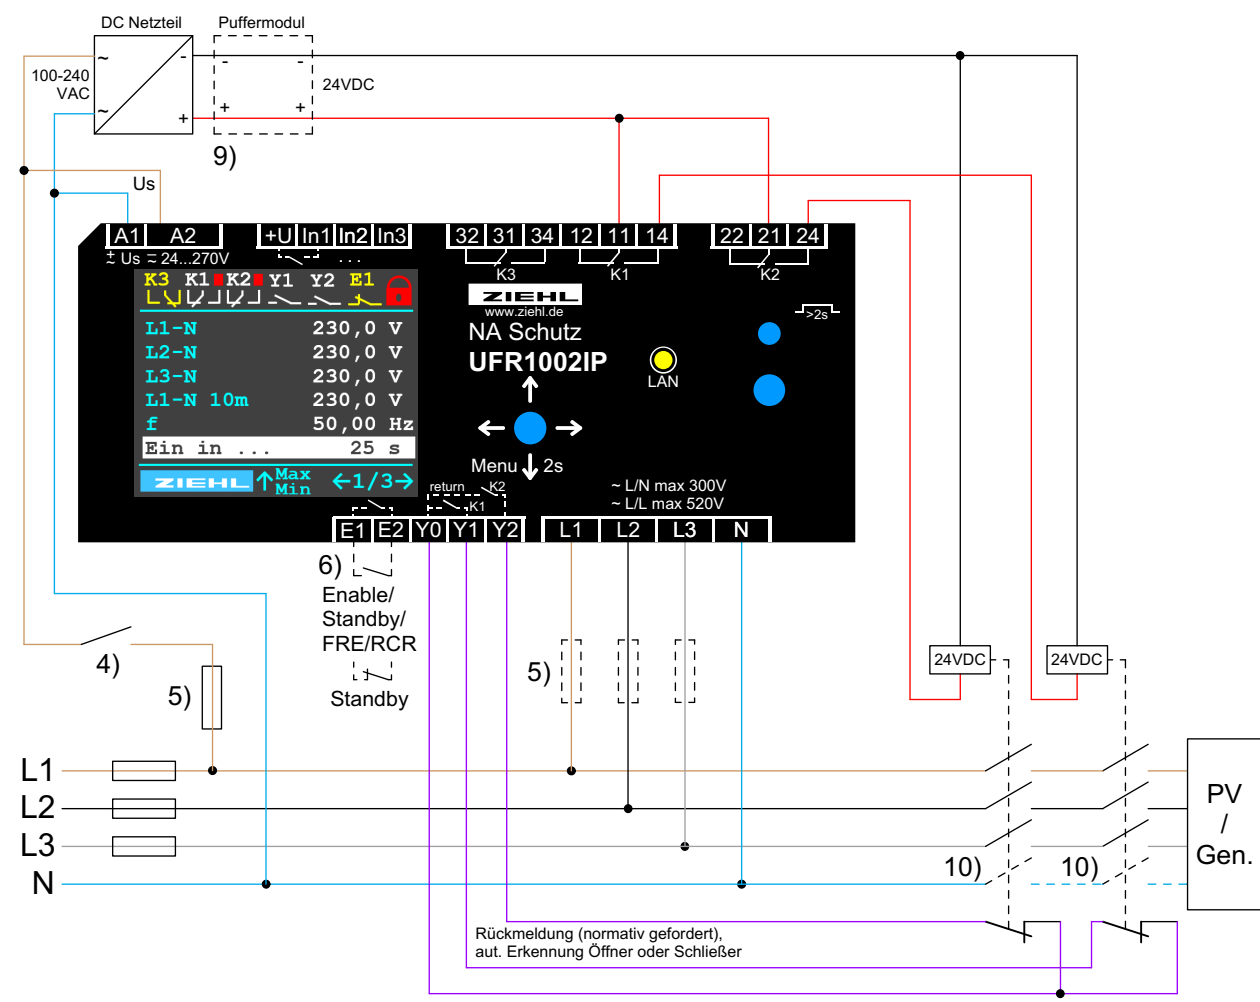 DC Netzteil
Puffermodul
100-240
VAC
~
~
-
+
-
-
+
+
24VDC
9)
Us
A1
A2
+U
In1
In2
In3
32
31
34
12
11
14
22
21
24
Us 24...270V
...
K3
K1
K2
K3
K1
K2
Y1
Y2
E1
L1-N 230,0 V
L2-N 230,0 V
L3-N 230,0 V
L1-N 10m 230,0 V
f 50,00 Hz
Ein in ... 25 s
ZIEHL
↑Max
Min
←1/3→
ZIEHL
www.ziehl.de
NA Schutz
UFR1002IP
LAN
>2s
Menu
2s
return
K2
K1
~ L/N max 300V
~ L/L max 520V
E1
E2
Y0
Y1
Y2
L1
L2
L3
N
6)
Enable/
Standby/
FRE/RCR
Standby
4)
5)
5)
24VDC
24VDC
L1
L2
L3
N
10)
10)
PV
/
Gen.
Rückmeldung (normativ gefordert),
aut. Erkennung Öffner oder Schließer